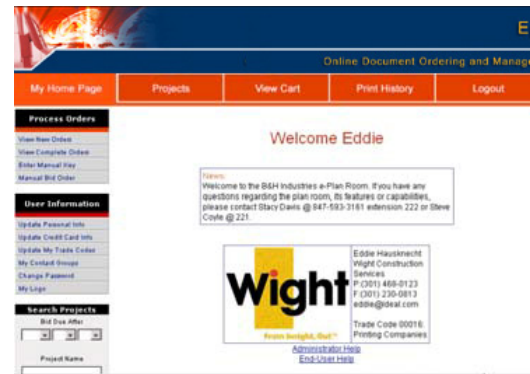 E
Online Document Ordering and Manage
My Home Page
Projects
View Cart
Print History
Logout
Process Orders
View New Orders
View Complete Orders
Enter Manual Key
Manual Bid Order
User Information
Update Personal Info
Update Credit Card Info
Update My Trade Codes
My Contact Groups
Change Password
My Logo
Search Projects
Bid Due After
Project Name
Welcome Eddie
News:
Welcome to the B&H Industries e-Plan Room. If you have any
questions regarding the plan room, its features or capabilities,
please contact Stacy Davis @ 847-593-3161 extension 222 or Steve
Coyle @ 221.
Wight
From Insight, Out
Eddie Hausknecht
Wight Construction
Services
P:(301) 468-0123
F:(301) 230-0813
eddie@ideal.com
Trade Code 00016:
Printing Companies
Administrator Help
End-User Help